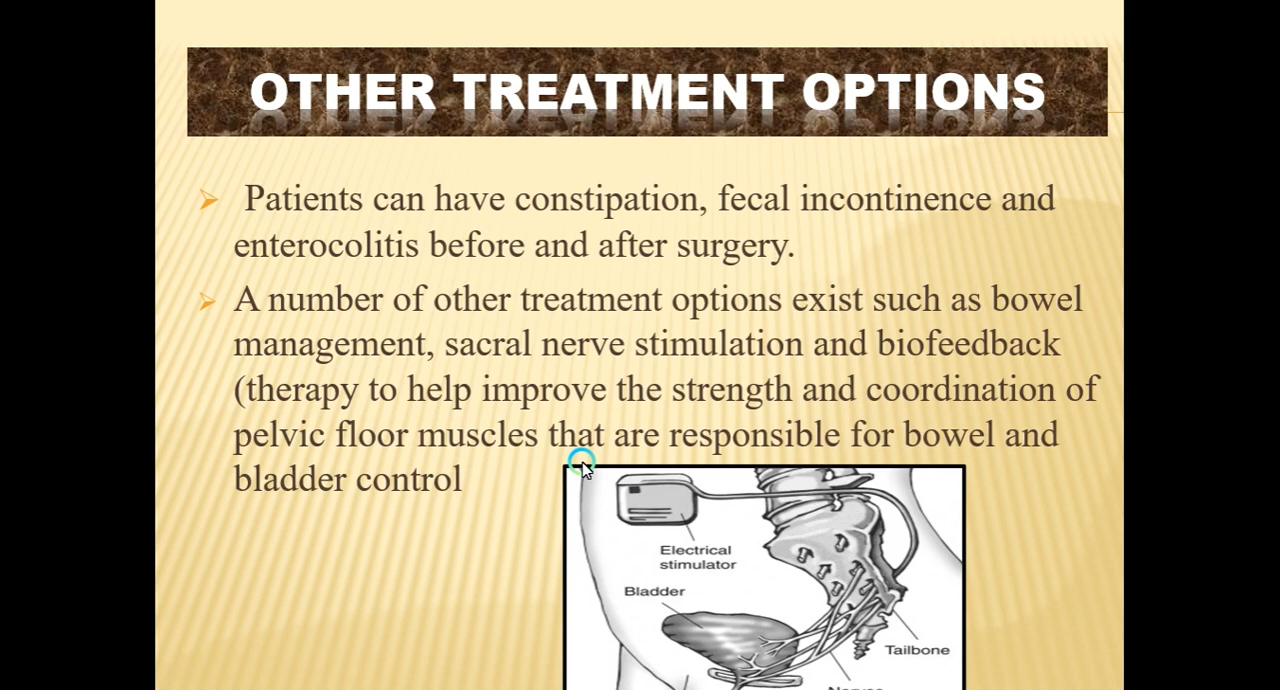 OTHER TREATMENT OPTIONS
Patients can have constipation, fecal incontinence and
enterocolitis before and after surgery.
A number of other treatment options exist such as bowel
management, sacral nerve stimulation and biofeedback
(therapy to help improve the strength and coordination of
pelvic floor muscles that are responsible for bowel and
bladder control
Electrical
stimulator
Bladder
Tailbone